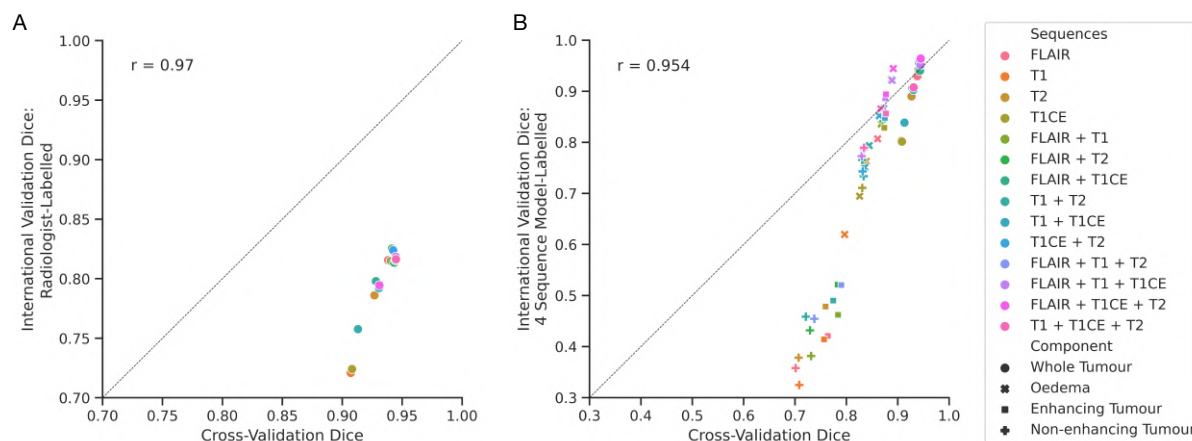 A
r = 0.97
1.00
0.95
0.90
0.85
0.80
0.75
0.70
International Validation Dice:
Radiologist-Labelled
0.70 0.75 0.80 0.85 0.90 0.95 1.00
Cross-Validation Dice
B
r = 0.954
1.0
0.9
0.8
0.7
0.6
0.5
0.4
0.3
International Validation Dice:
4 Sequence Model-Labelled
0.3 0.4 0.5 0.6 0.7 0.8 0.9 1.0
Cross-Validation Dice
Sequences
FLAIR
T1
T2
T1CE
FLAIR + T1
FLAIR + T2
FLAIR + T1CE
T1 + T2
T1 + T1CE
T1CE + T2
FLAIR + T1 + T2
FLAIR + T1 + T1CE
FLAIR + T1CE + T2
T1 + T1CE + T2
Component
Whole Tumour
Oedema
Enhancing Tumour
Non-enhancing Tumour